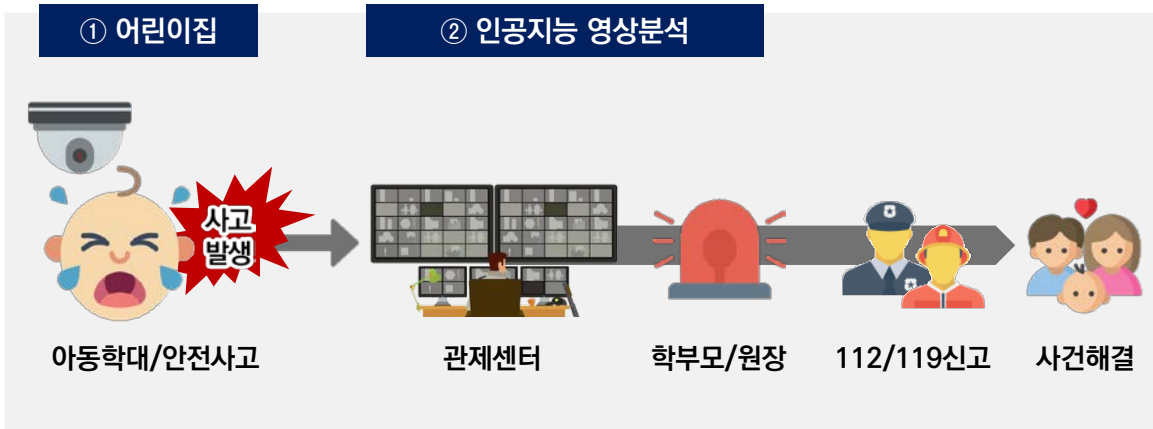 ① 어린이집
② 인공지능 영상분석
사고
발생
아동학대/안전사고
관제센터
학부모/원장
112/119신고
사건해결